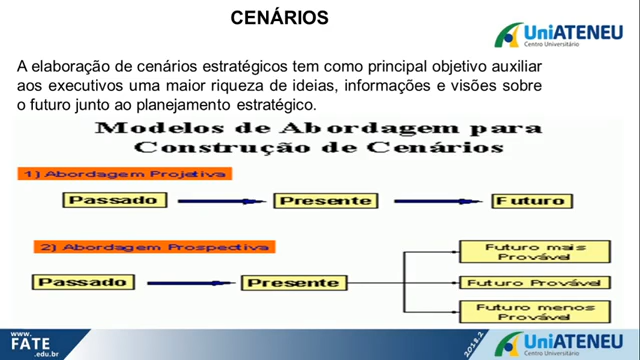 CENÁRIOS
UniATENEU
Centro Universitário
A elaboração de cenários estratégicos tem como principal objetivo auxiliar
aos executivos uma maior riqueza de ideias, informações e visões sobre
o futuro junto ao planejamento estratégico.
Modelos de Abordagem para
Construção de Cenários
1) Abordagem Projetiva
Passado Presente Futuro
2) Abordagem Prospectiva
Passado Presente
Futuro mais
Provável
Futuro Provável
Futuro menos
Provável
www.
FATE
.edu.br
2018.2
UniATENEU
Centro Universitário